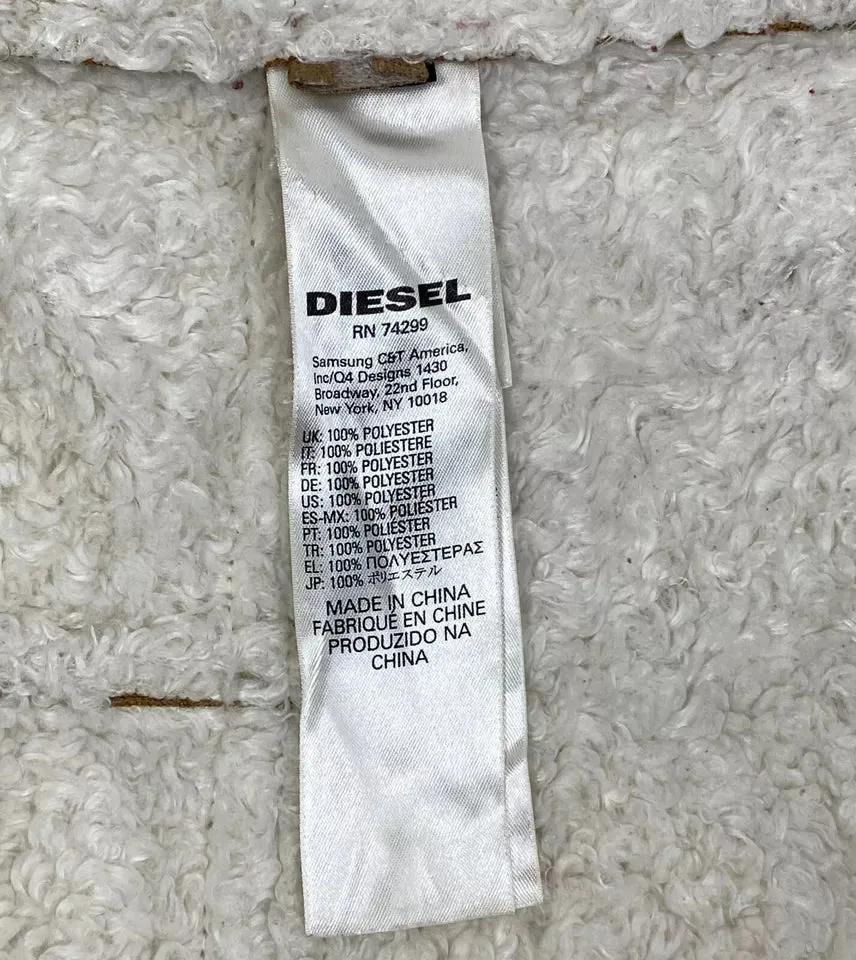 DIESEL
RN 74299
Samsung C&T America,
Inc/Q4 Designs 1430
Broadway, 22nd Floor,
New York, NY 10018
UK: 100% POLYESTER
IT: 100% POLIESTERE
FR: 100% POLYESTER
DE: 100% POLYESTER
US: 100% POLYESTER
ES-MX: 100% POLIÉSTER
PT: 100% POLIÉSTER
TR: 100% POLYESTER
EL: 100% ΠΟΛΥΕΣΤΕΡΑΣ
JP: 100% ポリエステル
MADE IN CHINA
FABRIQUÉ EN CHINE
PRODUZIDO NA
CHINA